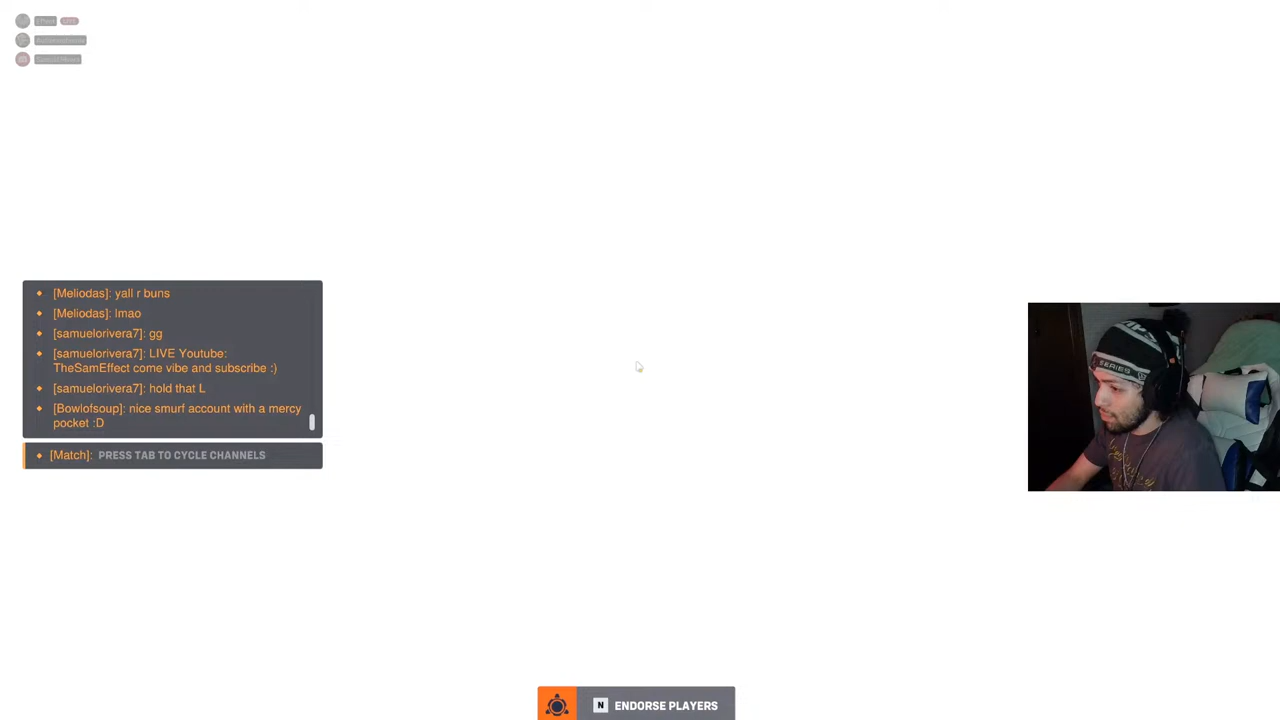 [Meliodas]: yall r buns
[Meliodas]: lmao
[samuelorivera7]: gg
[samuelorivera7]: LIVE Youtube:
TheSamEffect come vibe and subscribe :)
[samuelorivera7]: hold that L
[Bowlofsoup]: nice smurf account with a mercy
pocket :D
[Match]: PRESS TAB TO CYCLE CHANNELS
SERIES
N ENDORSE PLAYERS